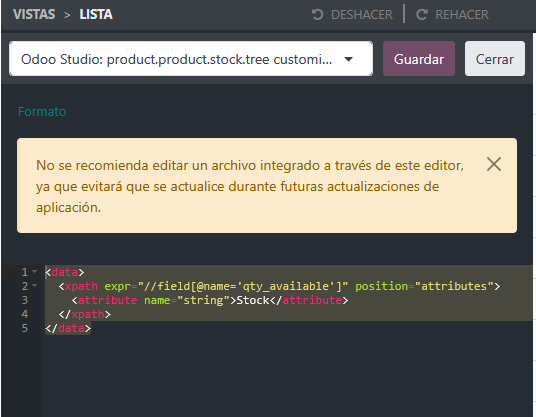 VISTAS > LISTA DESHACER REHACER
Odoo Studio: product.product.stock.tree customi... Guardar Cerrar
Formato
No se recomienda editar un archivo integrado a través de este editor,
ya que evitará que se actualice durante futuras actualizaciones de
aplicación.
1 <data>
2 <xpath expr="//field[@name='qty_available']" position="attributes">
3 <attribute name="string">Stock</attribute>
4 </xpath>
5 </data>